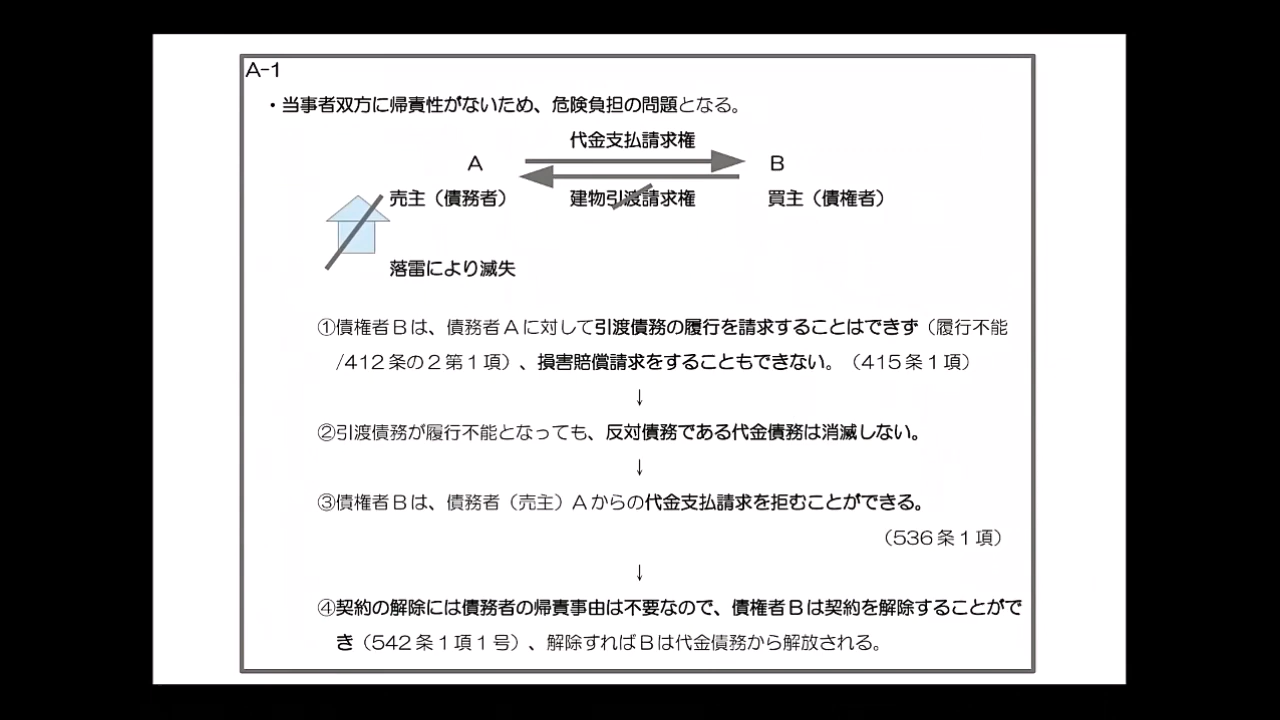 A-1
・当事者双方に帰責性がないため、危険負担の問題となる。
代金支払請求権
A
B
売主（債務者）
建物引渡請求権
買主（債権者）
落雷により滅失
①債権者Bは、債務者Aに対して引渡債務の履行を請求することはできず（履行不能
/412条の2第1項）、損害賠償請求をすることもできない。（415条1項）
↓
②引渡債務が履行不能となっても、反対債務である代金債務は消滅しない。
↓
③債権者Bは、債務者（売主）Aからの代金支払請求を拒むことができる。
（536条1項）
↓
④契約の解除には債務者の帰責事由は不要なので、債権者Bは契約を解除することがで
き（542条1項1号）、解除すればBは代金債務から解放される。